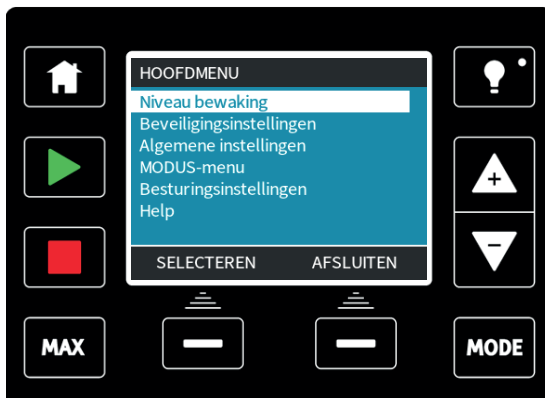 HOOFDMENU
Niveau bewaking
Beveiligingsinstellingen
Algemene instellingen
MODUS-menu
Besturingsinstellingen
Help
SELECTEREN AFSLUITEN
+
-
MAX
MODE